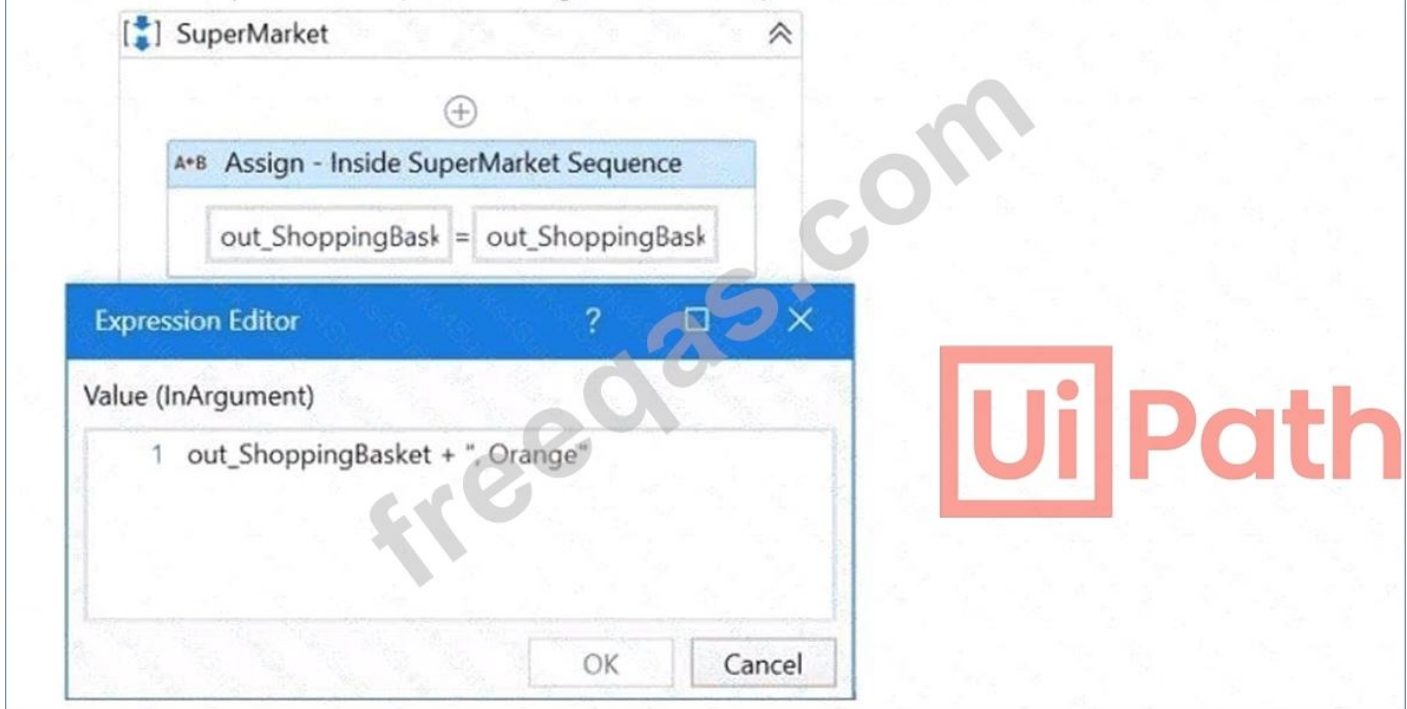 SuperMarket
A+B Assign - Inside SuperMarket Sequence
out_ShoppingBask = out_ShoppingBask
Expression Editor ? ×
Value (InArgument)
1 out_ShoppingBasket + ", Orange"
OK Cancel
UiPath
freeqas.com